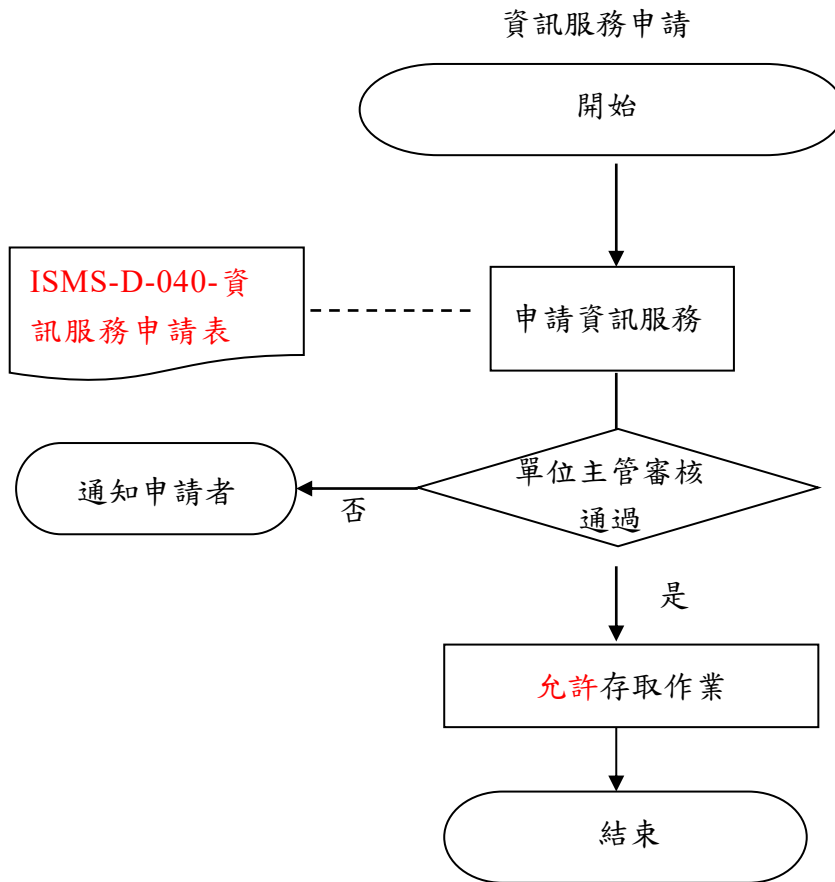 資訊服務申請
開始
ISMS-D-040-資
訊服務申請表
申請資訊服務
單位主管審核
通過
通知申請者
否
是
允許存取作業
結束